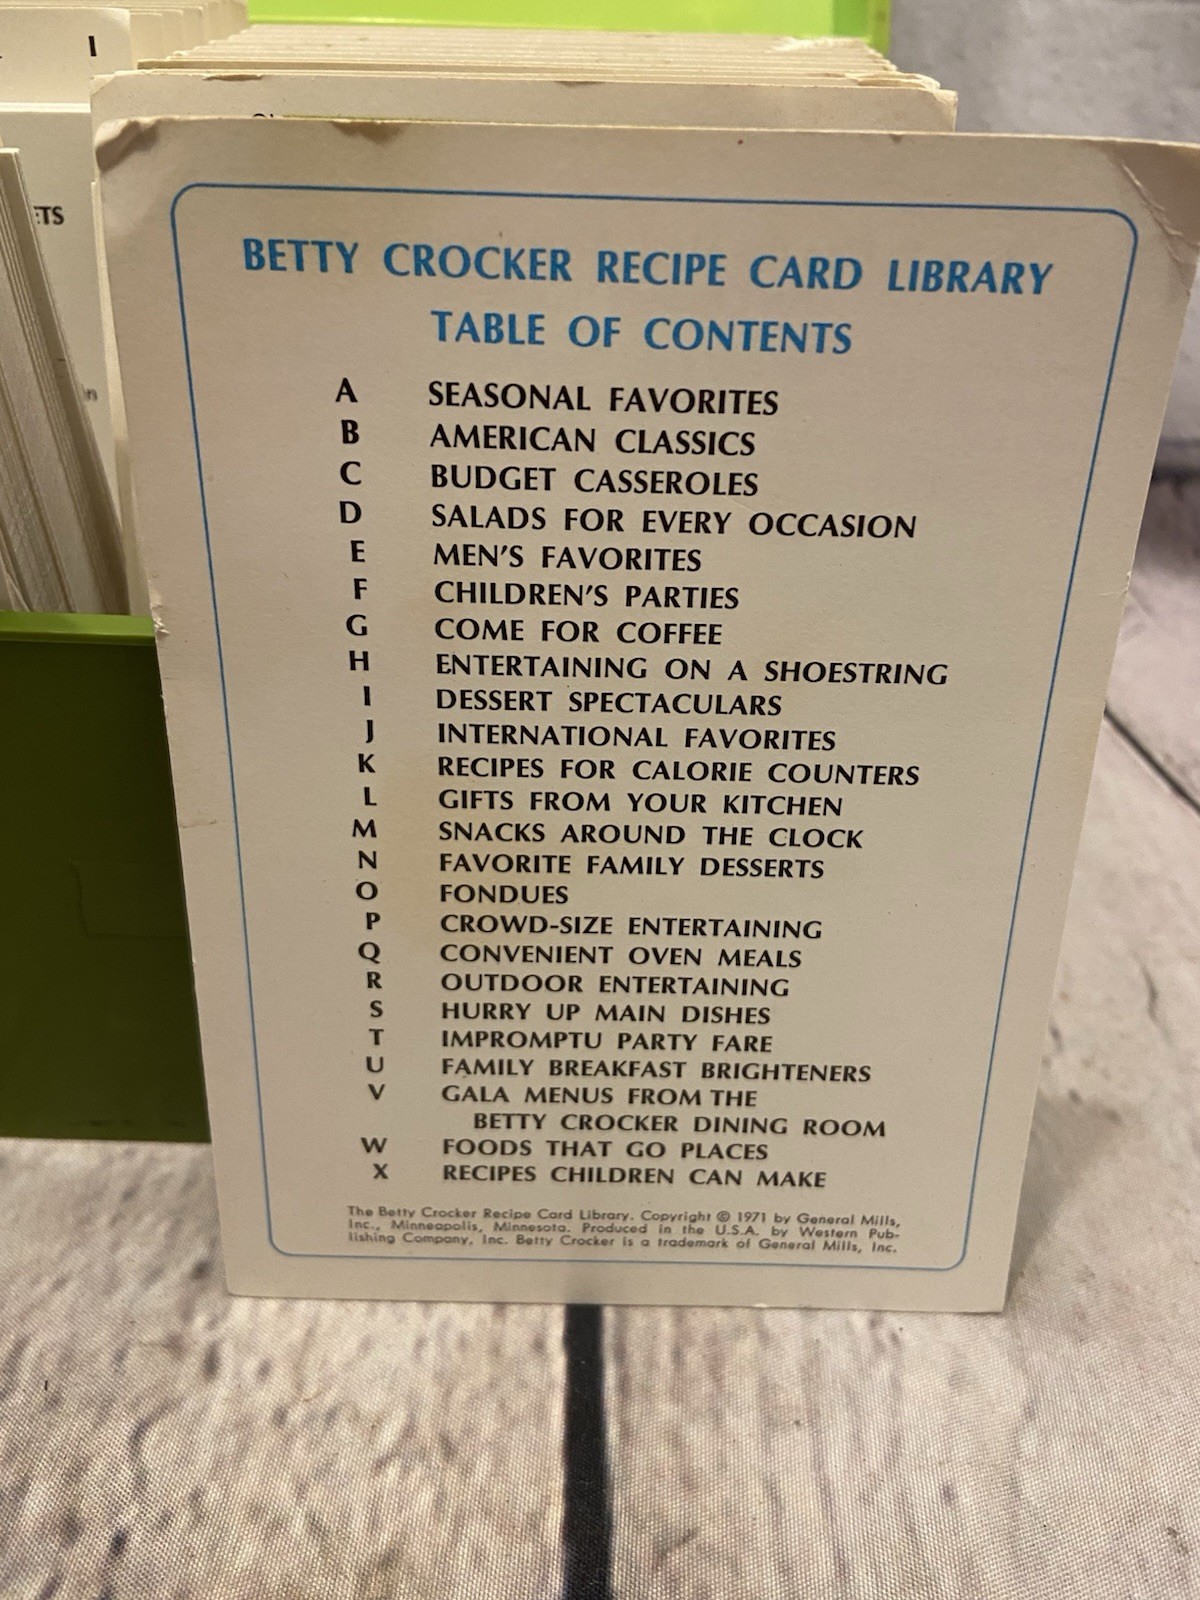 I
ETS
BETTY CROCKER RECIPE CARD LIBRARY
TABLE OF CONTENTS
A SEASONAL FAVORITES
B AMERICAN CLASSICS
C BUDGET CASSEROLES
D SALADS FOR EVERY OCCASION
E MEN'S FAVORITES
F CHILDREN'S PARTIES
G COME FOR COFFEE
H ENTERTAINING ON A SHOESTRING
I DESSERT SPECTACULARS
J INTERNATIONAL FAVORITES
K RECIPES FOR CALORIE COUNTERS
L GIFTS FROM YOUR KITCHEN
M SNACKS AROUND THE CLOCK
N FAVORITE FAMILY DESSERTS
O FONDUES
P CROWD-SIZE ENTERTAINING
Q CONVENIENT OVEN MEALS
R OUTDOOR ENTERTAINING
S HURRY UP MAIN DISHES
T IMPROMPTU PARTY FARE
U FAMILY BREAKFAST BRIGHTENERS
V GALA MENUS FROM THE
BETTY CROCKER DINING ROOM
W FOODS THAT GO PLACES
X RECIPES CHILDREN CAN MAKE
The Betty Crocker Recipe Card Library. Copyright © 1971 by General Mills,
Inc., Minneapolis, Minnesota. Produced in the U.S.A. by Western Pub-
lishing Company, Inc. Betty Crocker is a trademark of General Mills, Inc.